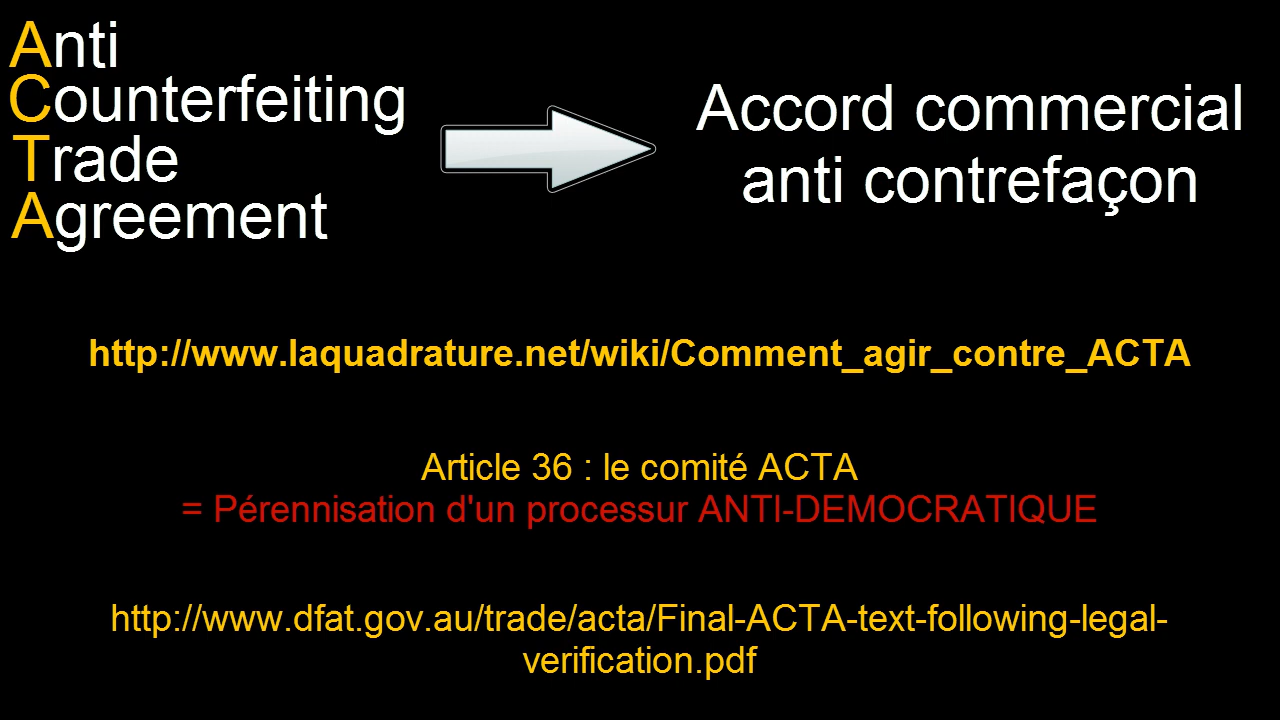 Anti
Counterfeiting
Trade
Agreement
Accord commercial
anti contrefaçon
http://www.laquadrature.net/wiki/Comment_agir_contre_ACTA
Article 36 : le comité ACTA
= Pérennisation d'un processur ANTI-DEMOCRATIQUE
http://www.dfat.gov.au/trade/acta/Final-ACTA-text-following-legal-
verification.pdf